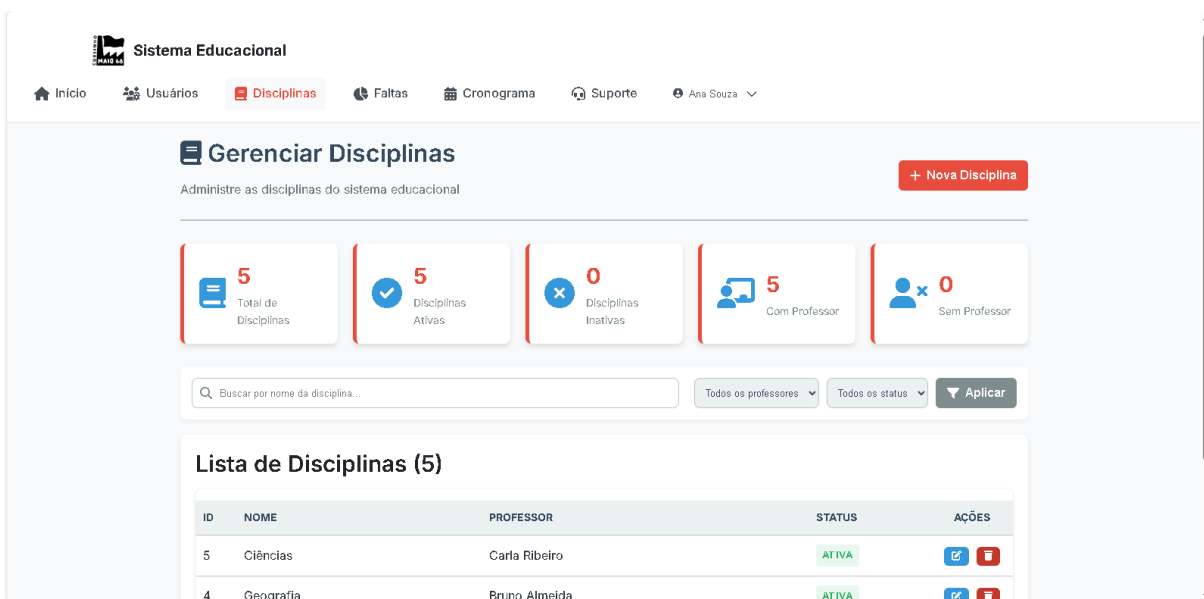 CURSINHO
MAIO 68
Sistema Educacional
Início
Usuários
Disciplinas
Faltas
Cronograma
Suporte
Ana Souza
Gerenciar Disciplinas
Administre as disciplinas do sistema educacional
+ Nova Disciplina
5
Total de
Disciplinas
5
Disciplinas
Ativas
0
Disciplinas
Inativas
5
Com Professor
0
Sem Professor
Buscar por nome da disciplina...
Todos os professores
Todos os status
Aplicar
Lista de Disciplinas (5)
ID NOME PROFESSOR STATUS AÇÕES
5 Ciências Carla Ribeiro ATIVA
4 Geografia Bruno Almeida ATIVA